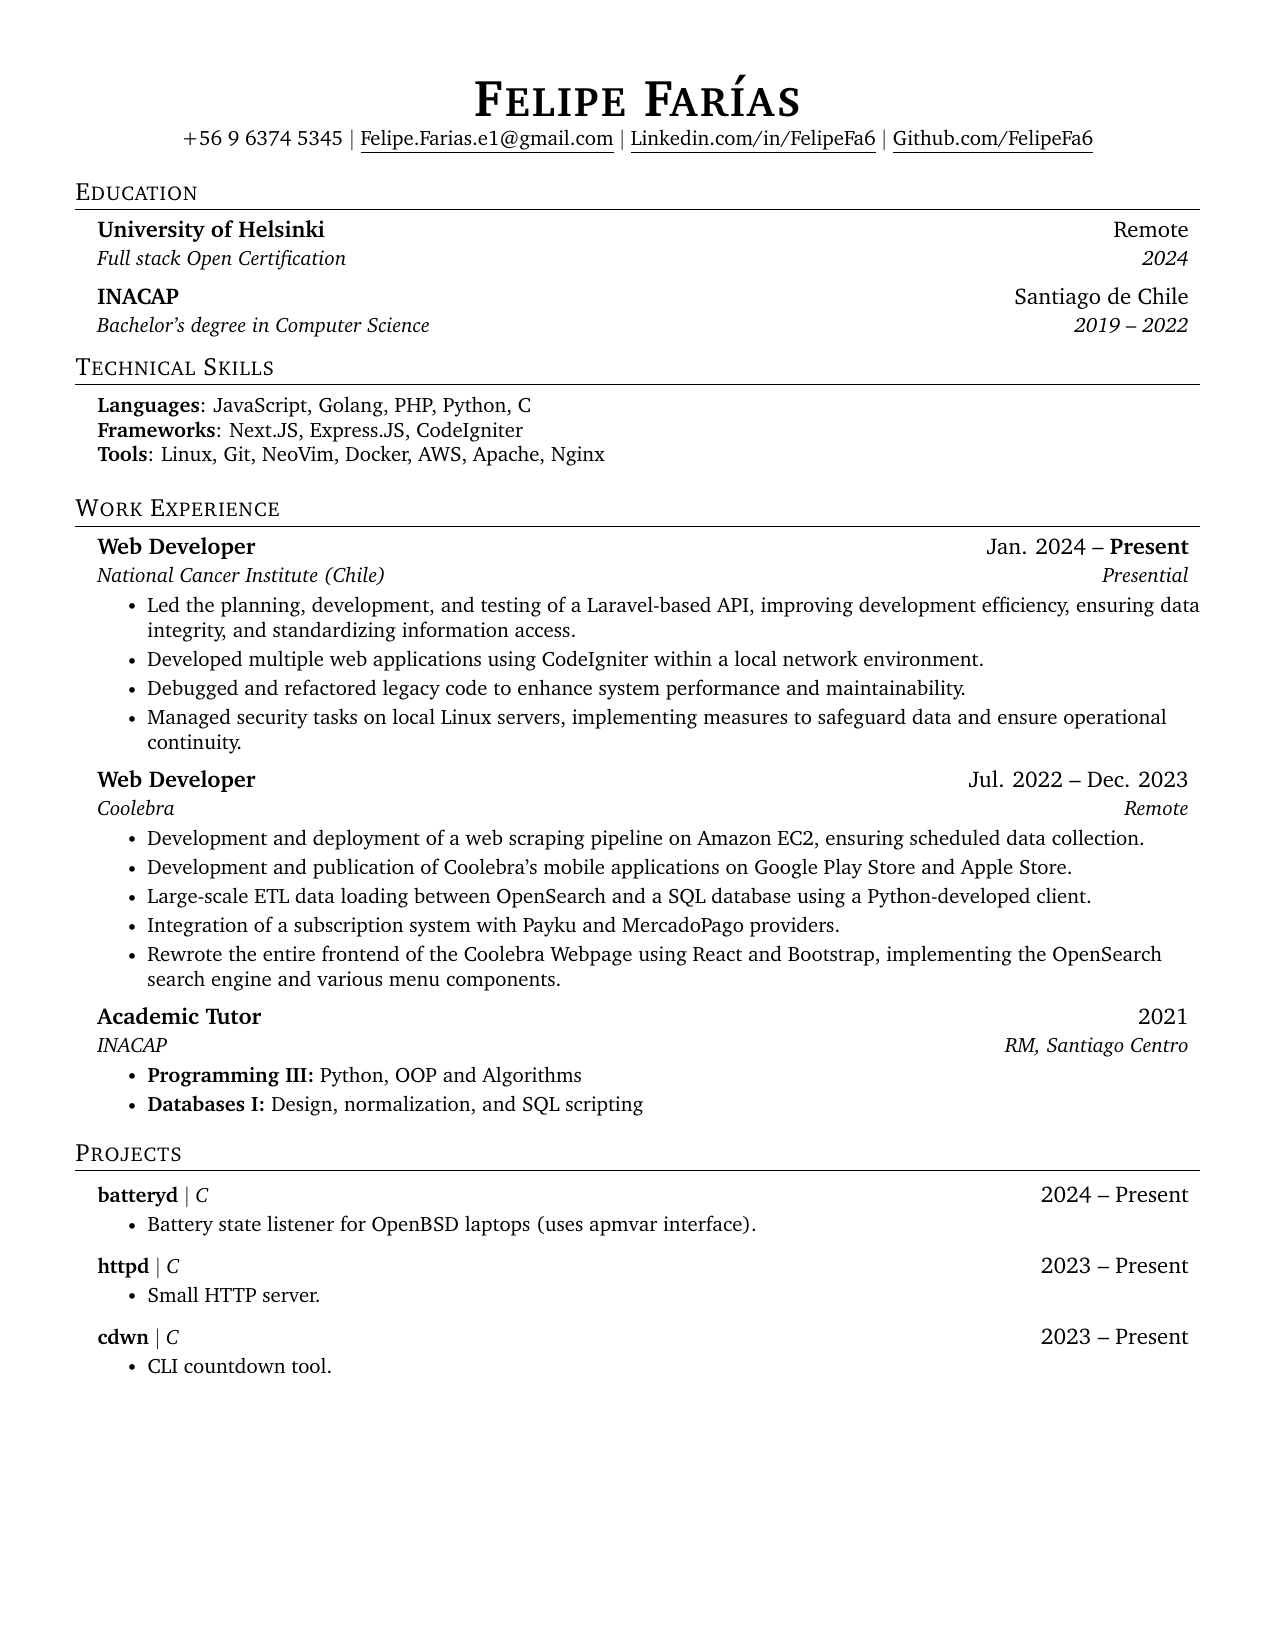 Felipe Farías
+56 9 6374 5345 | Felipe.Farias.e1@gmail.com | Linkedin.com/in/FelipeFa6 | Github.com/FelipeFa6
Education
University of Helsinki Remote
Full stack Open Certification 2024
INACAP Santiago de Chile
Bachelor's degree in Computer Science 2019 – 2022
Technical Skills
Languages: JavaScript, Golang, PHP, Python, C
Frameworks: Next.JS, Express.JS, CodeIgniter
Tools: Linux, Git, NeoVim, Docker, AWS, Apache, Nginx
Work Experience
Web Developer Jan. 2024 – Present
National Cancer Institute (Chile) Presential
• Led the planning, development, and testing of a Laravel-based API, improving development efficiency, ensuring data
integrity, and standardizing information access.
• Developed multiple web applications using CodeIgniter within a local network environment.
• Debugged and refactored legacy code to enhance system performance and maintainability.
• Managed security tasks on local Linux servers, implementing measures to safeguard data and ensure operational
continuity.
Web Developer Jul. 2022 – Dec. 2023
Coolebra Remote
• Development and deployment of a web scraping pipeline on Amazon EC2, ensuring scheduled data collection.
• Development and publication of Coolebra's mobile applications on Google Play Store and Apple Store.
• Large-scale ETL data loading between OpenSearch and a SQL database using a Python-developed client.
• Integration of a subscription system with Payku and MercadoPago providers.
• Rewrote the entire frontend of the Coolebra Webpage using React and Bootstrap, implementing the OpenSearch
search engine and various menu components.
Academic Tutor 2021
INACAP RM, Santiago Centro
• Programming III: Python, OOP and Algorithms
• Databases I: Design, normalization, and SQL scripting
Projects
batteryd | C 2024 – Present
• Battery state listener for OpenBSD laptops (uses apmvar interface).
httpd | C 2023 – Present
• Small HTTP server.
cdwn | C 2023 – Present
• CLI countdown tool.